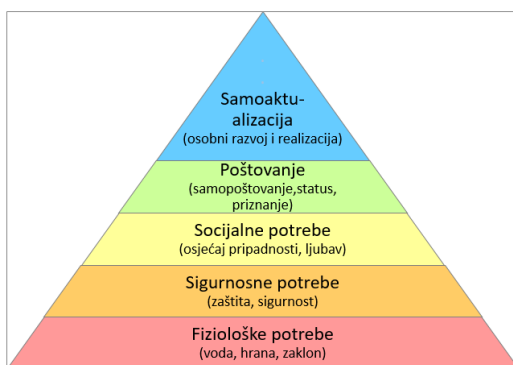 Samoaktu-
alizacija
(osobni razvoj i realizacija)
Poštovanje
(samopoštovanje,status,
priznanje)
Socijalne potrebe
(osjećaj pripadnosti, ljubav)
Sigurnosne potrebe
(zaštita, sigurnost)
Fiziološke potrebe
(voda, hrana, zaklon)